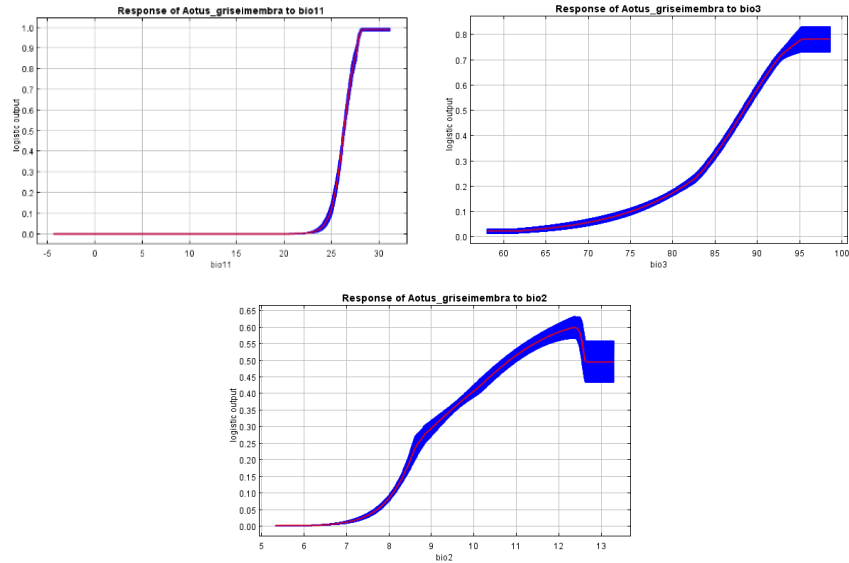 Response of Aotus_griseimembra to bio11
logistic output
1.0
0.9
0.8
0.7
0.6
0.5
0.4
0.3
0.2
0.1
0.0
-5 0 5 10 15 20 25 30
bio11
Response of Aotus_griseimembra to bio3
logistic output
0.8
0.7
0.6
0.5
0.4
0.3
0.2
0.1
0.0
60 65 70 75 80 85 90 95 100
bio3
Response of Aotus_griseimembra to bio2
logistic output
0.65
0.60
0.55
0.50
0.45
0.40
0.35
0.30
0.25
0.20
0.15
0.10
0.05
0.00
5 6 7 8 9 10 11 12 13
bio2